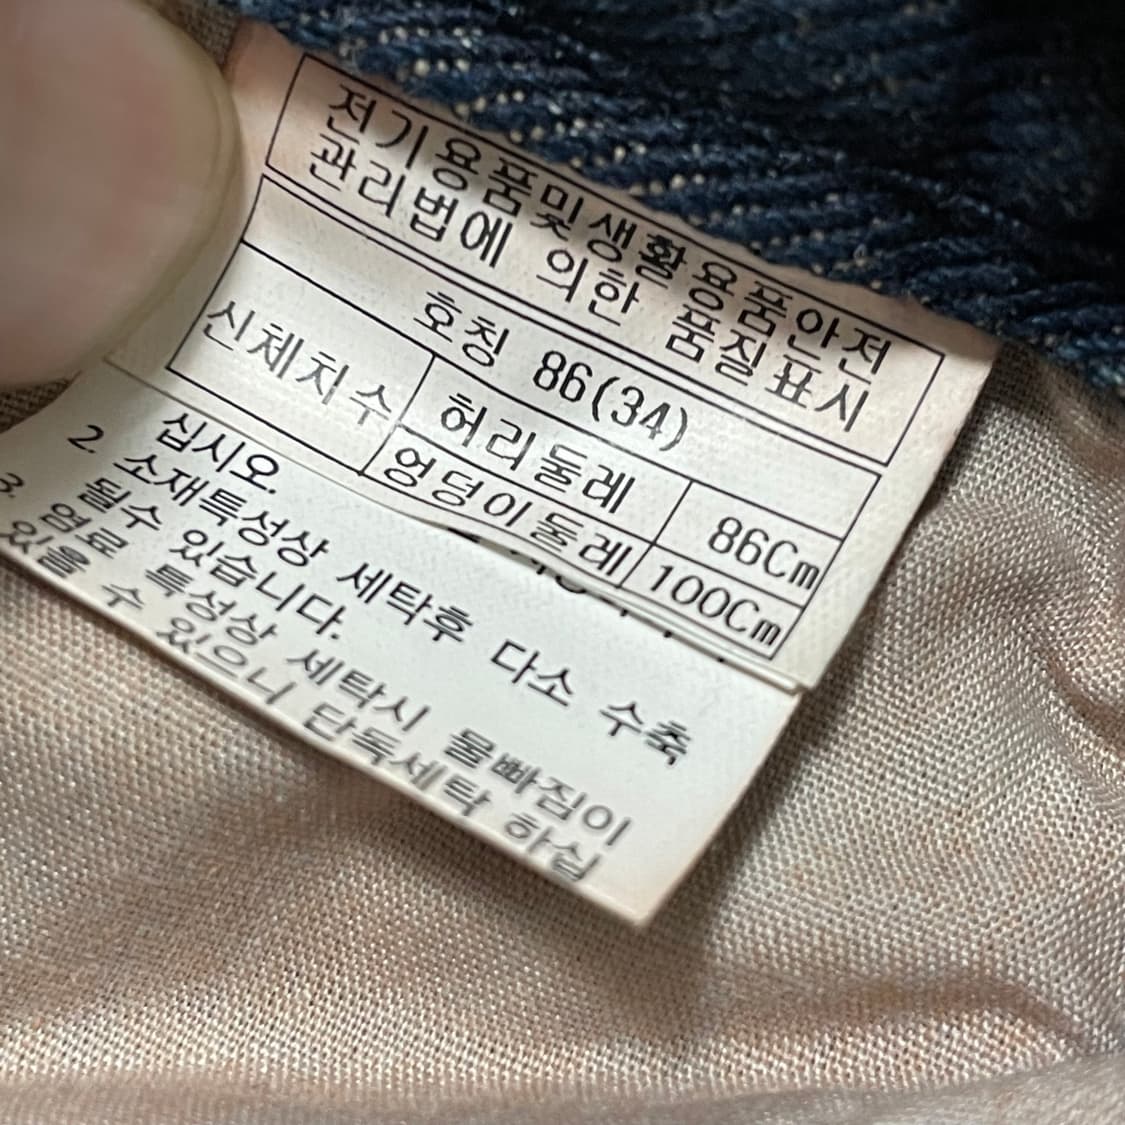 전기용품및생활용품안전
관리법에 의한 품질표시
호칭 86(34)
신체치수
허리둘레 86Cm
엉덩이둘레 100Cm
십시오.
2. 소재특성상 세탁후 다소 수축
될수 있습니다.
3. 염료 특성상 세탁시 물빠짐이
있을 수 있으니 단독세탁 하십